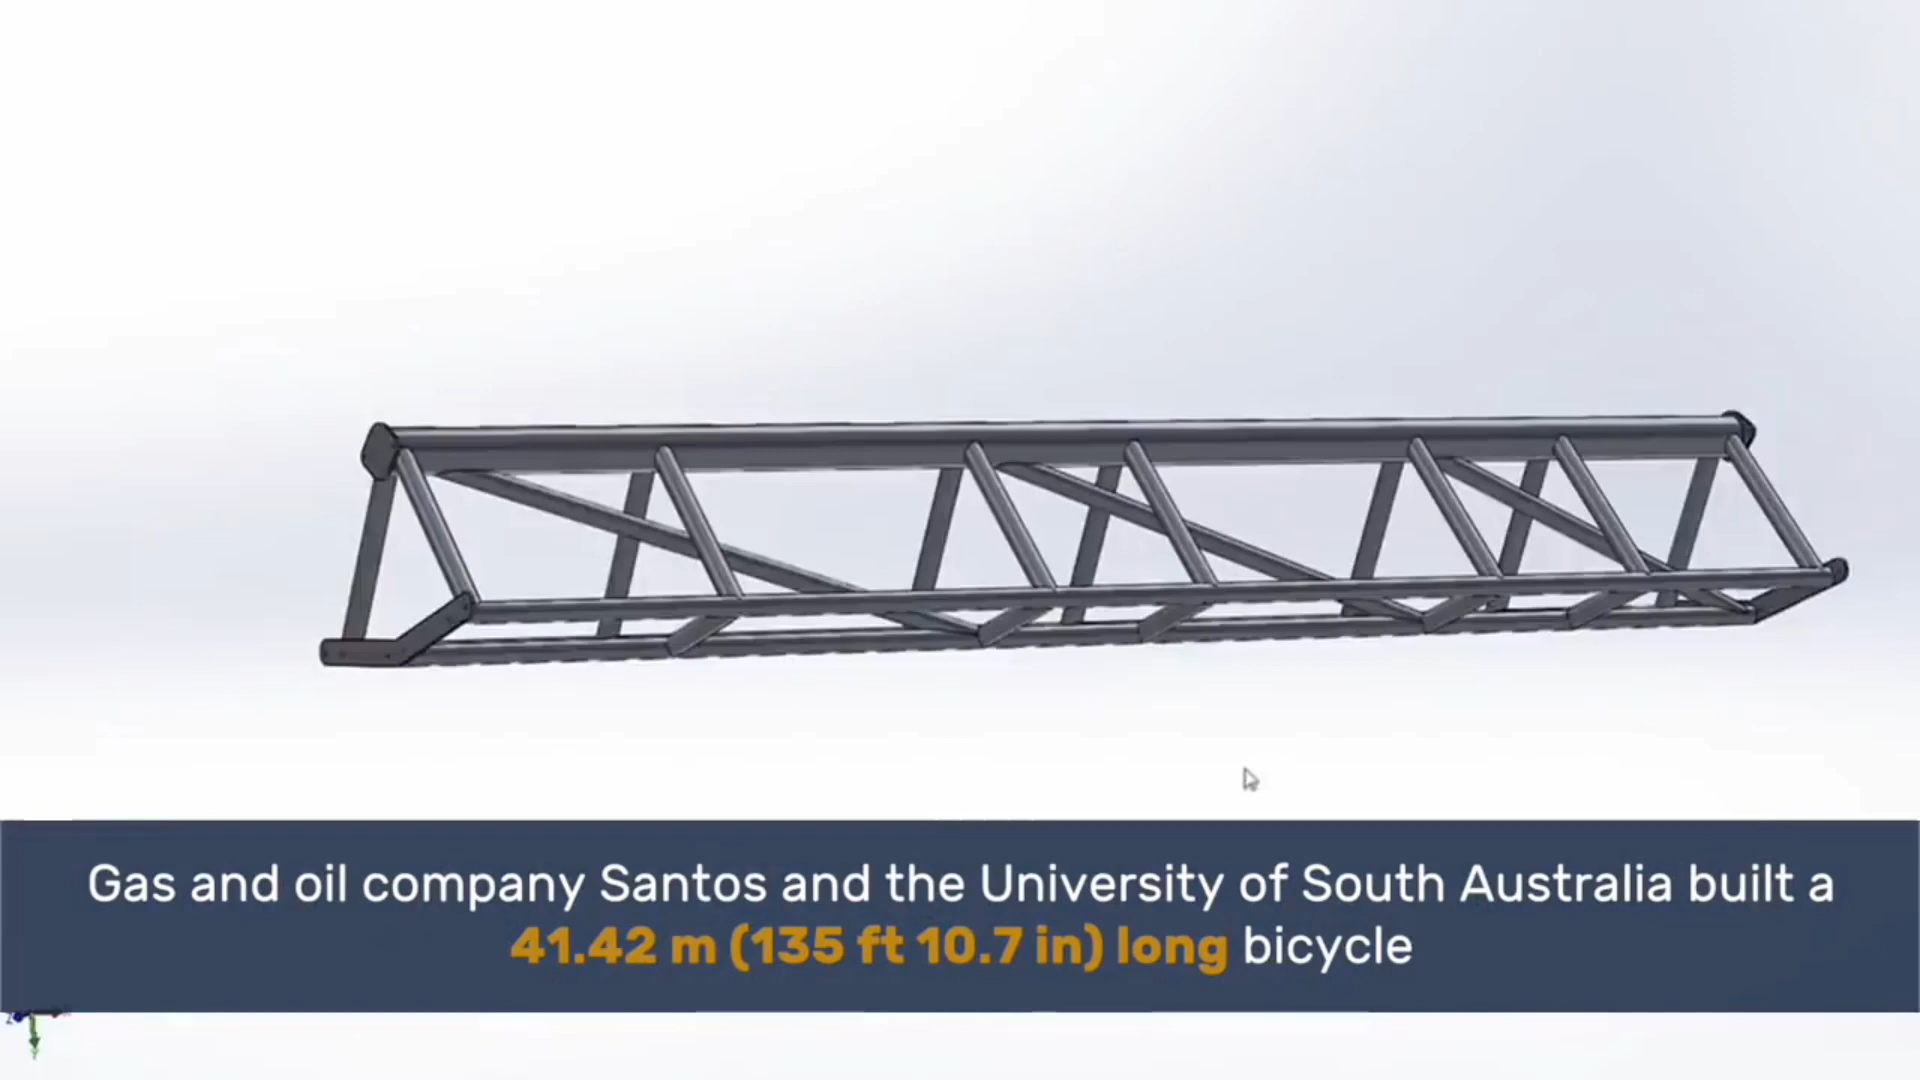 Gas and oil company Santos and the University of South Australia built a
41.42 m (135 ft 10.7 in) long bicycle